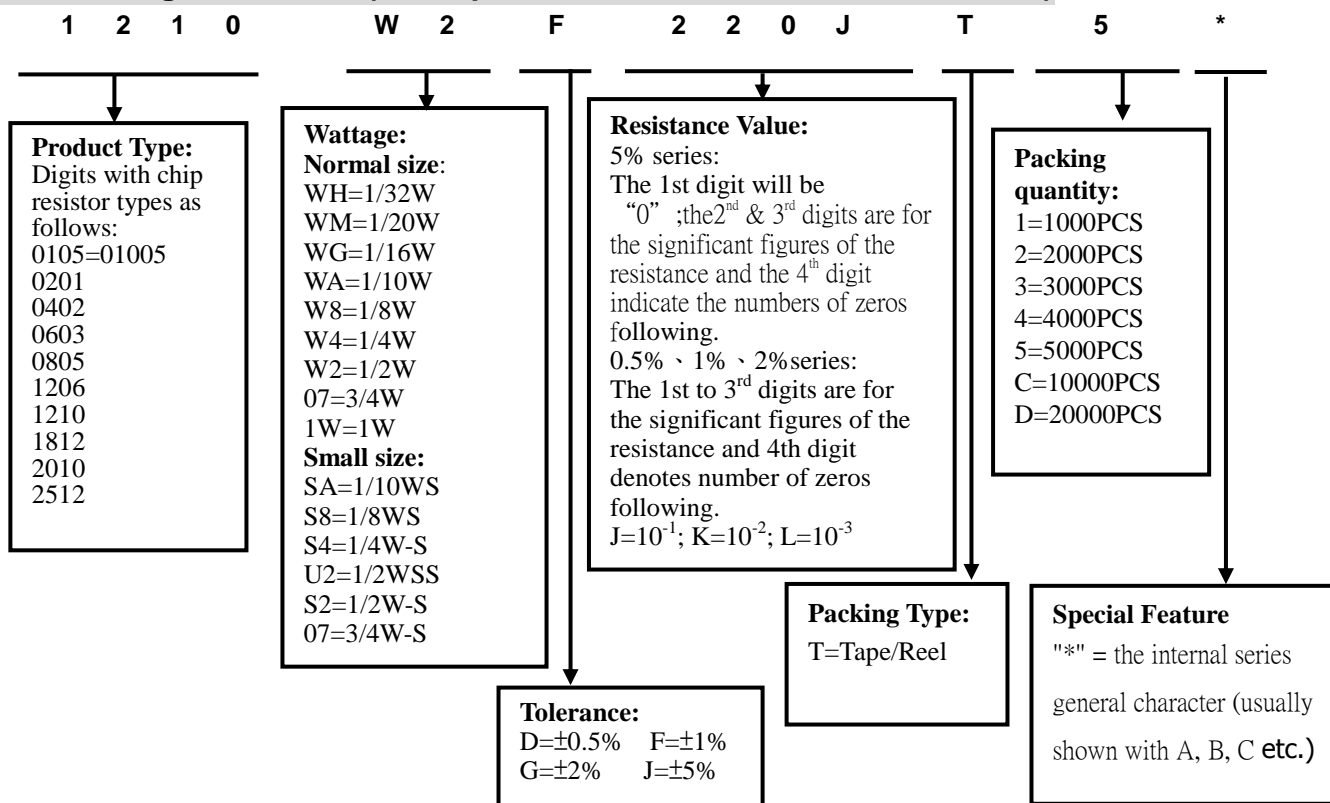 1 2 1 0 W 2 F 2 2 0 J T 5 *
Product Type:
Digits with chip
resistor types as
follows:
0105=01005
0201
0402
0603
0805
1206
1210
1812
2010
2512
Wattage:
Normal size:
WH=1/32W
WM=1/20W
WG=1/16W
WA=1/10W
W8=1/8W
W4=1/4W
W2=1/2W
07=3/4W
1W=1W
Small size:
SA=1/10WS
S8=1/8WS
S4=1/4W-S
U2=1/2WSS
S2=1/2W-S
07=3/4W-S
Tolerance:
D=±0.5% F=±1%
G=±2% J=±5%
Resistance Value:
5% series:
The 1st digit will be
“0” ;the2nd & 3rd digits are for
the significant figures of the
resistance and the 4th digit
indicate the numbers of zeros
following.
0.5%、1%、2%series:
The 1st to 3rd digits are for
the significant figures of the
resistance and 4th digit
denotes number of zeros
following.
J=10-1; K=10-2; L=10-3
Packing Type:
T=Tape/Reel
Packing
quantity:
1=1000PCS
2=2000PCS
3=3000PCS
4=4000PCS
5=5000PCS
C=10000PCS
D=20000PCS
Special Feature
"*" = the internal series
general character (usually
shown with A, B, C etc.)